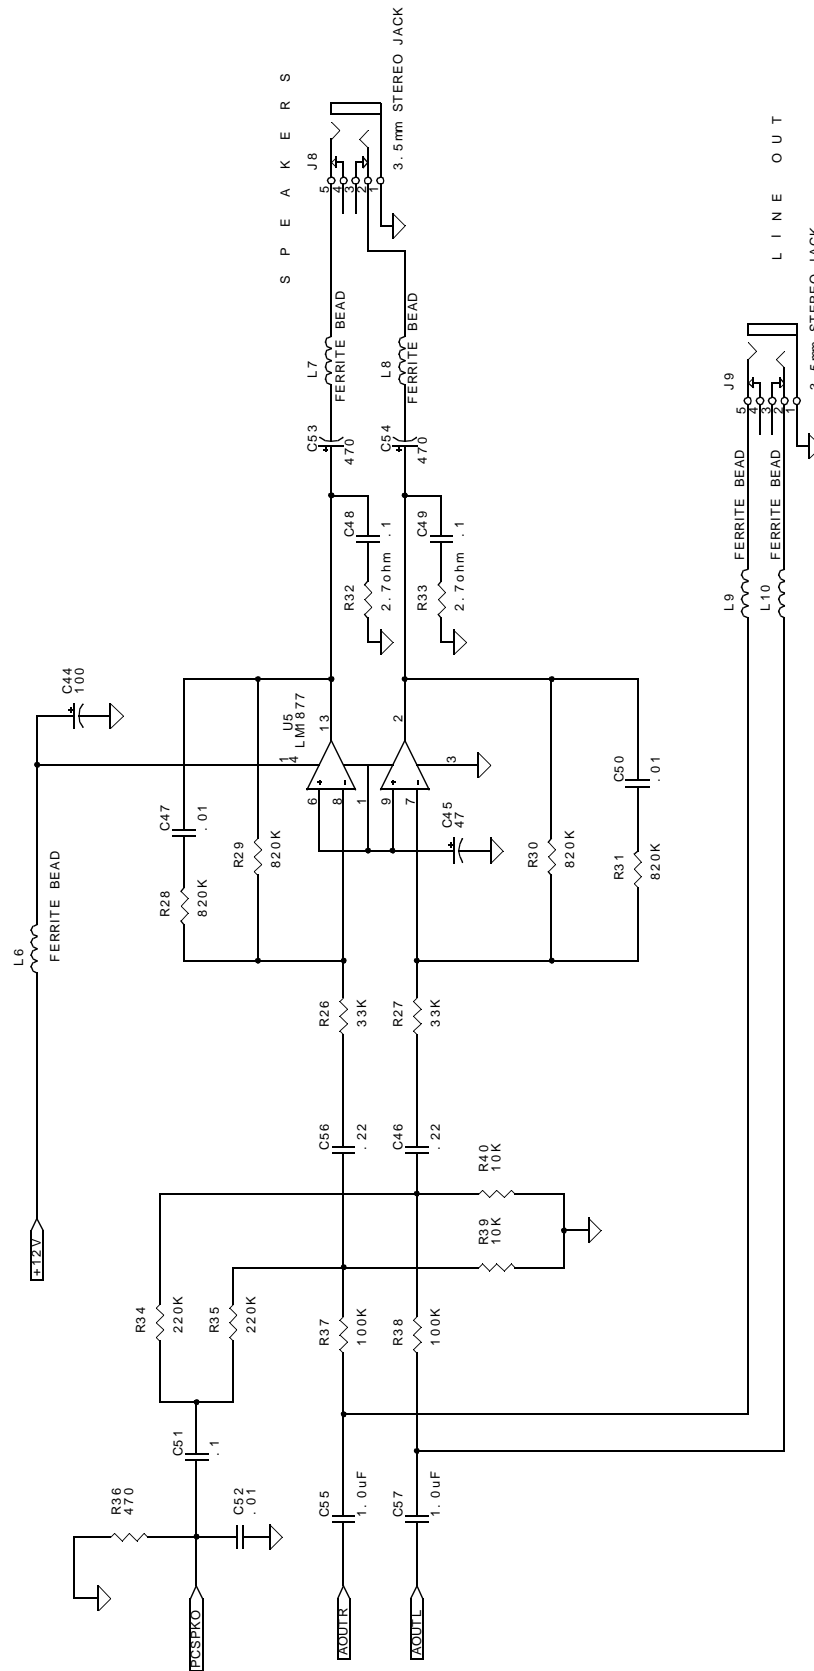 S P E A K E R S
J8
3.5mm STEREO JACK
5
4
3
2
1
L I N E  O U T
J9
3.5mm STEREO JACK
5
4
3
2
1
L7
FERRITE BEAD
L8
FERRITE BEAD
C53
470
C54
470
L9
FERRITE BEAD
L10
FERRITE BEAD
C48
.1
R32
2.7ohm
C49
.1
R33
2.7ohm
C44
100
U5
LM1877
14
13
6
8
1
2
9
7
3
C45
47
C47
.01
R28
820K
R29
820K
R30
820K
C50
.01
R31
820K
L6
FERRITE BEAD
+12V
R26
33K
R27
33K
C56
.22
C46
.22
R40
10K
R39
10K
R34
220K
R35
220K
R37
100K
R38
100K
C51
.1
R36
470
C52
.01
C55
1.0uF
C57
1.0uF
PCSPKO
AOUTR
AOUTL